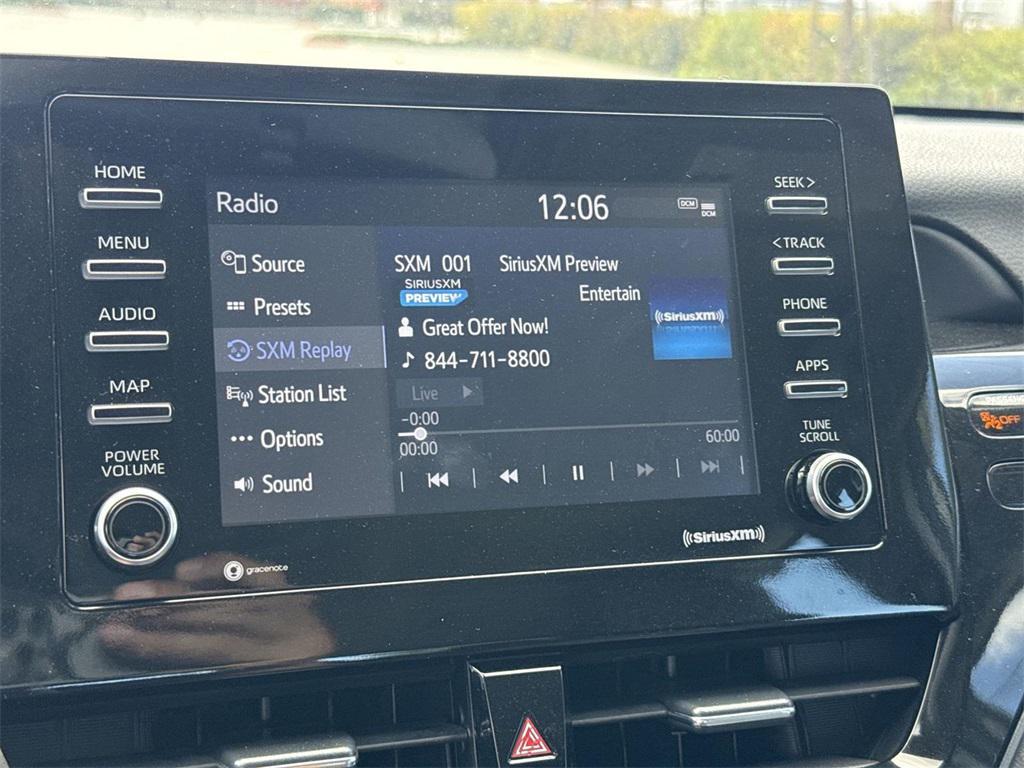 HOME
MENU
AUDIO
MAP
POWER
VOLUME
Radio
12:06
DCM
DCM
Source
Presets
SXM Replay
Station List
Options
Sound
SXM 001 SiriusXM Preview
SIRIUSXM
PREVIEW
Entertain
((SiriusXM))
Great Offer Now!
844-711-8800
Live
-0:00
00:00
60:00
SEEK >
< TRACK
PHONE
APPS
TUNE
SCROLL
gracenote
((SiriusXM))
OFF